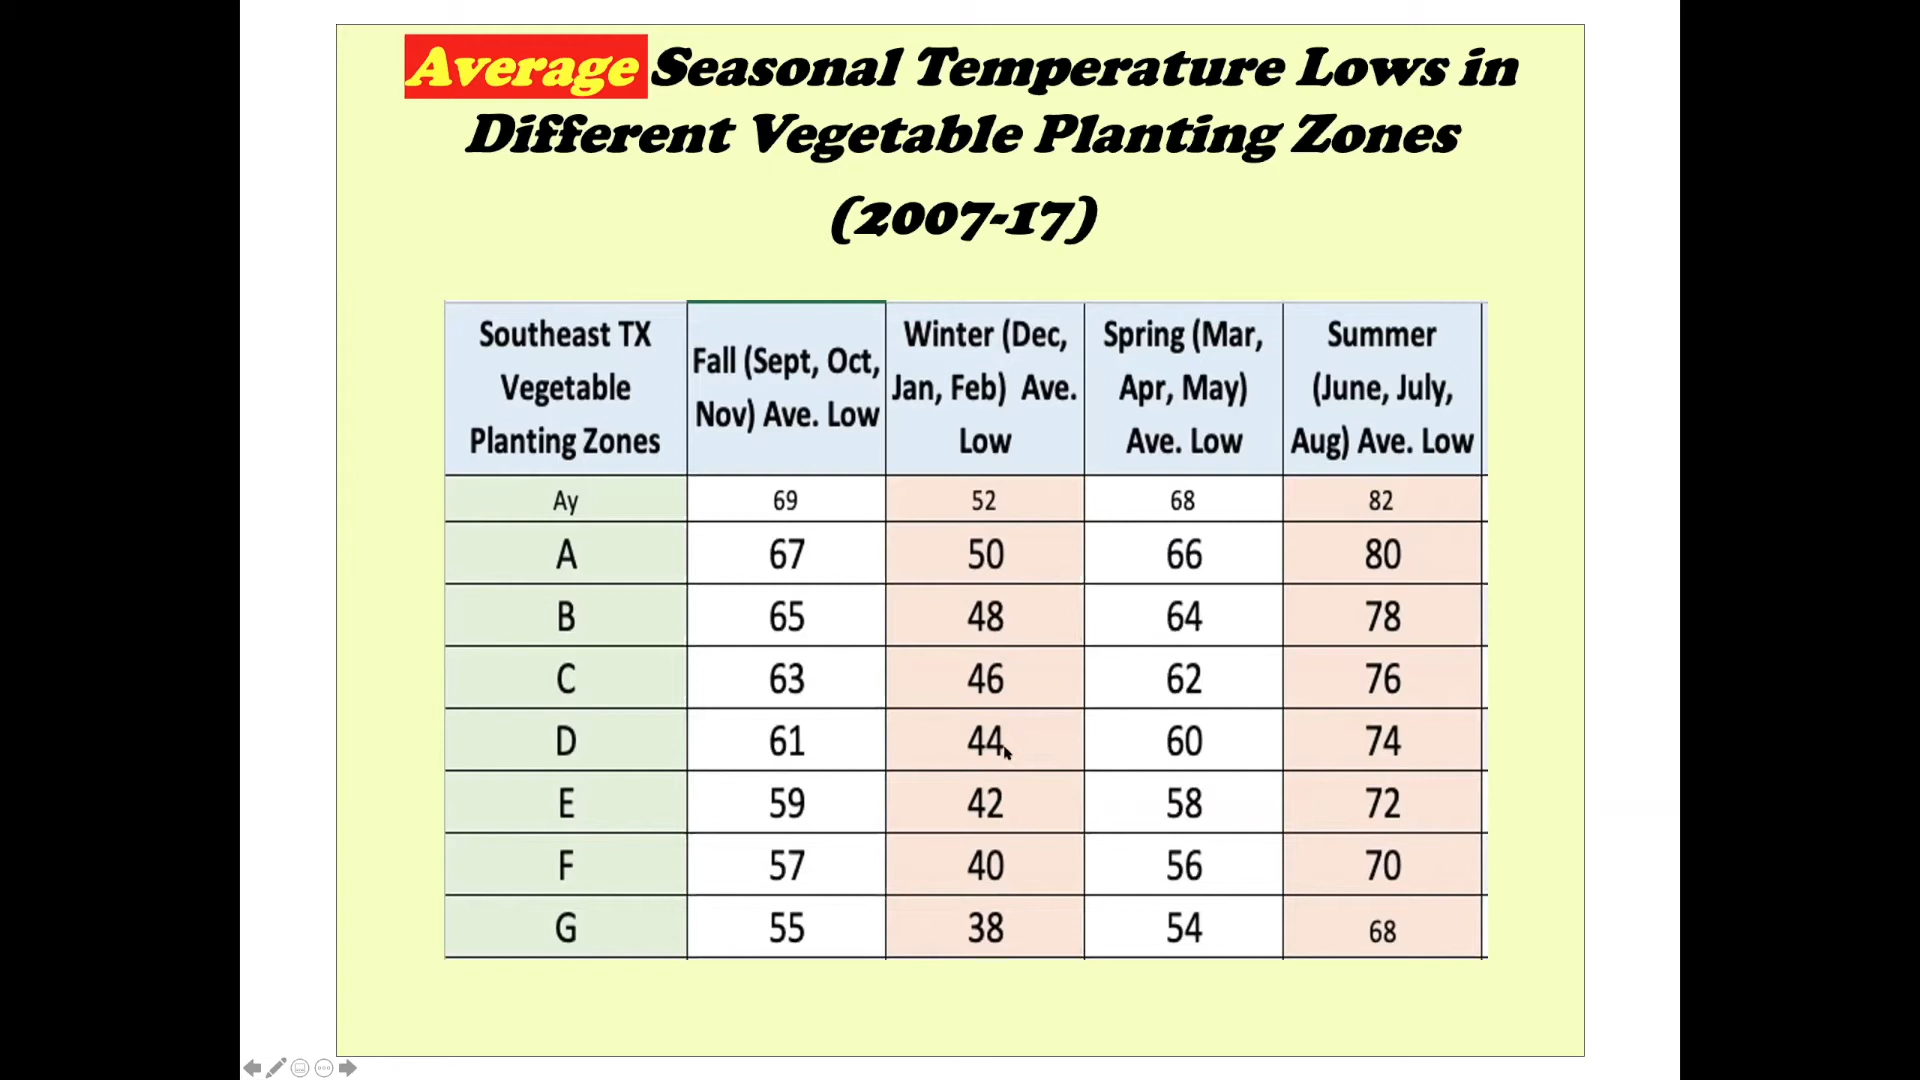 Average Seasonal Temperature Lows in
Different Vegetable Planting Zones
(2007-17)
Southeast TX
Vegetable
Planting Zones
Fall (Sept, Oct,
Nov) Ave. Low
Winter (Dec,
Jan, Feb) Ave.
Low
Spring (Mar,
Apr, May)
Ave. Low
Summer
(June, July,
Aug) Ave. Low
Ay 69 52 68 82
A 67 50 66 80
B 65 48 64 78
C 63 46 62 76
D 61 44 60 74
E 59 42 58 72
F 57 40 56 70
G 55 38 54 68